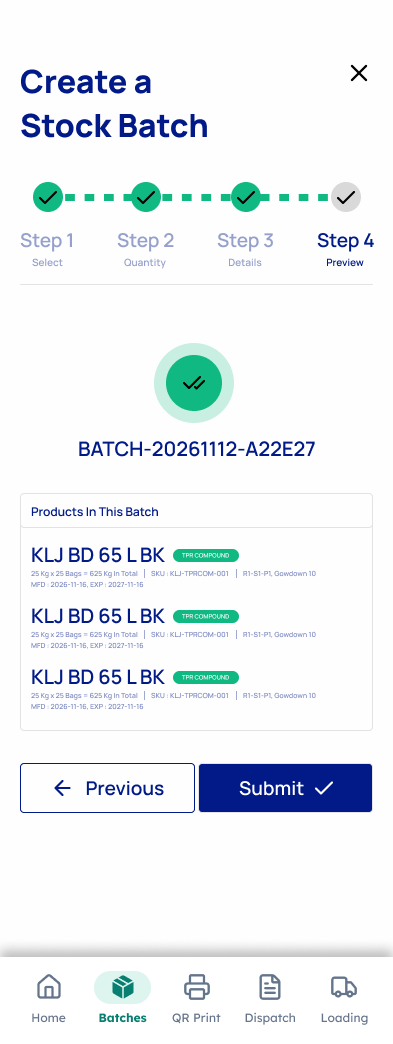 Create a
Stock Batch
Step 1 Step 2 Step 3 Step 4
Select Quantity Details Preview
BATCH-20261112-A22E27
Products In This Batch
KLJ BD 65 L BK TPR COMPOUND
25 Kg x 25 Bags = 625 Kg In Total | SKU : KLJ-TPRCOM-001 | R1-S1-P1, Gowdown 10
MFD : 2026-11-16, EXP : 2027-11-16
KLJ BD 65 L BK TPR COMPOUND
25 Kg x 25 Bags = 625 Kg In Total | SKU : KLJ-TPRCOM-001 | R1-S1-P1, Gowdown 10
MFD : 2026-11-16, EXP : 2027-11-16
KLJ BD 65 L BK TPR COMPOUND
25 Kg x 25 Bags = 625 Kg In Total | SKU : KLJ-TPRCOM-001 | R1-S1-P1, Gowdown 10
MFD : 2026-11-16, EXP : 2027-11-16
Previous Submit
Home Batches QR Print Dispatch Loading